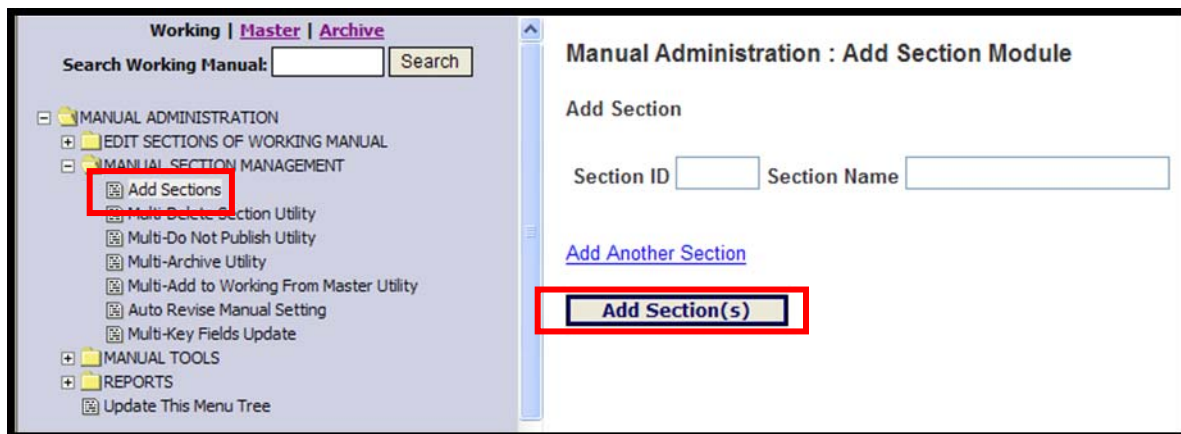 Working | Master | Archive
Search Working Manual: Search
MANUAL ADMINISTRATION
EDIT SECTIONS OF WORKING MANUAL
MANUAL SECTION MANAGEMENT
Add Sections
Multi-Delete Section Utility
Multi-Do Not Publish Utility
Multi-Archive Utility
Multi-Add to Working From Master Utility
Auto Revise Manual Setting
Multi-Key Fields Update
MANUAL TOOLS
REPORTS
Update This Menu Tree
Manual Administration : Add Section Module
Add Section
Section ID Section Name
Add Another Section
Add Section(s)